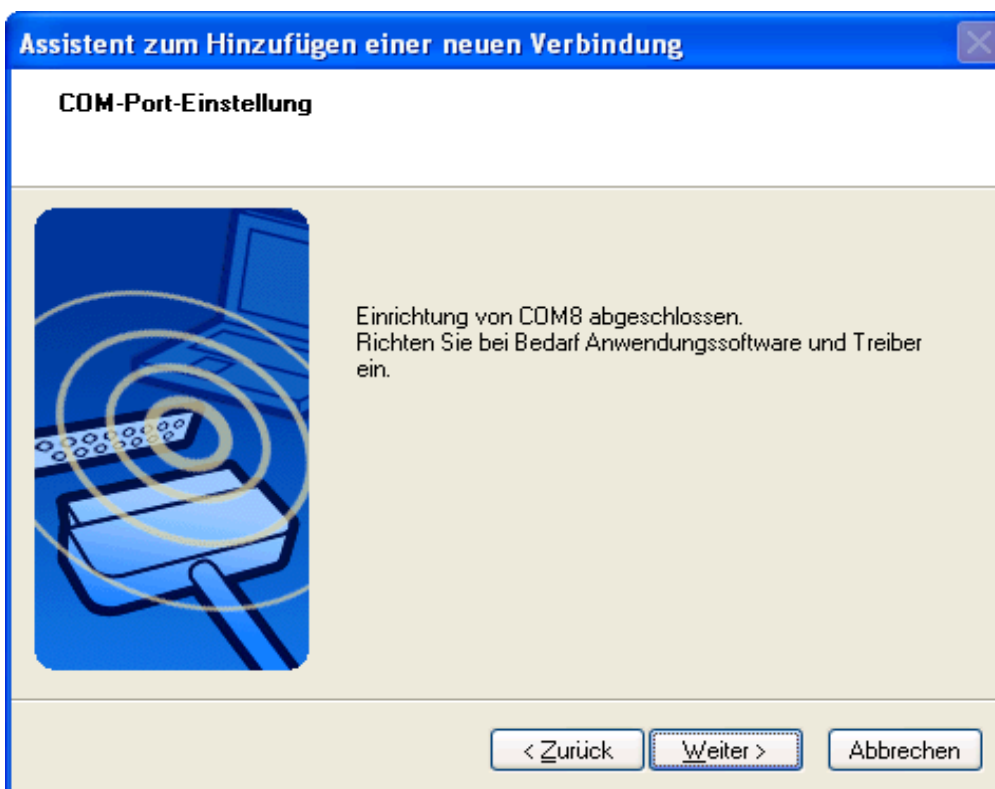 Assistent zum Hinzufügen einer neuen Verbindung
COM-Port-Einstellung
Einrichtung von COM8 abgeschlossen.
Richten Sie bei Bedarf Anwendungssoftware und Treiber
ein.
< Zurück
Weiter >
Abbrechen